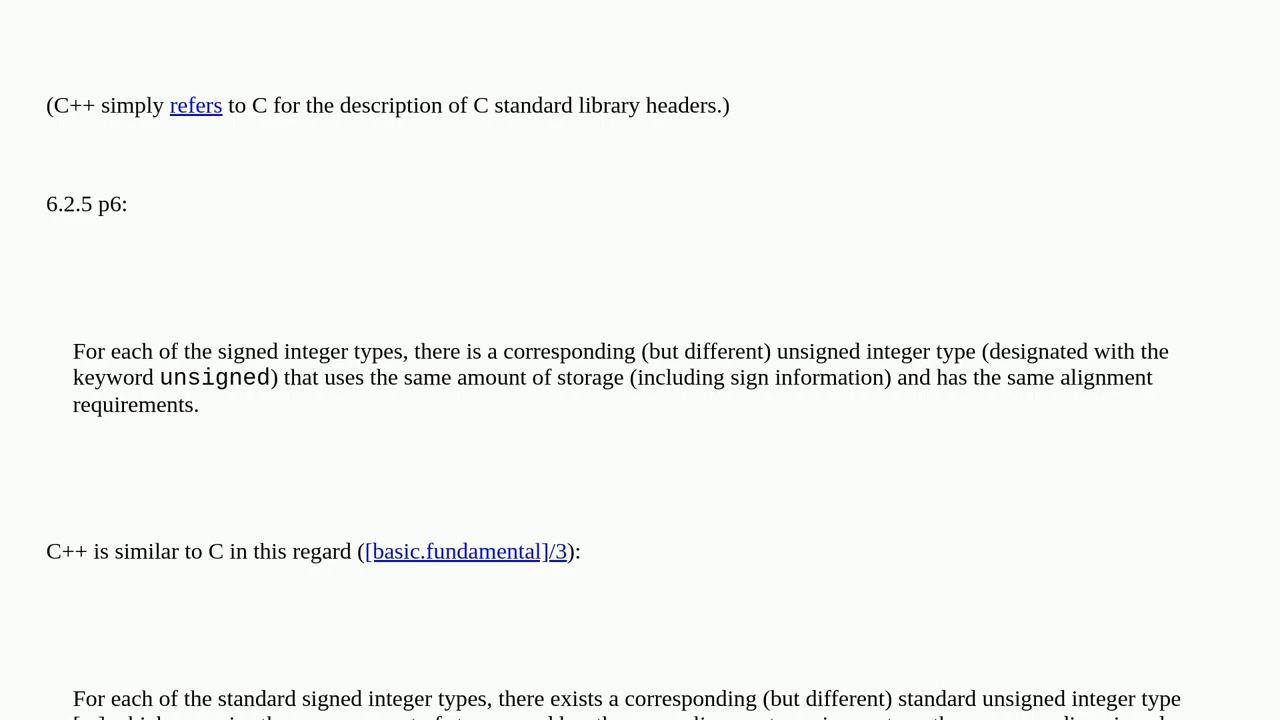 (C++ simply refers to C for the description of C standard library headers.)
6.2.5 p6:
For each of the signed integer types, there is a corresponding (but different) unsigned integer type (designated with the
keyword unsigned) that uses the same amount of storage (including sign information) and has the same alignment
requirements.
C++ is similar to C in this regard ([basic.fundamental]/3):
For each of the standard signed integer types, there exists a corresponding (but different) standard unsigned integer type